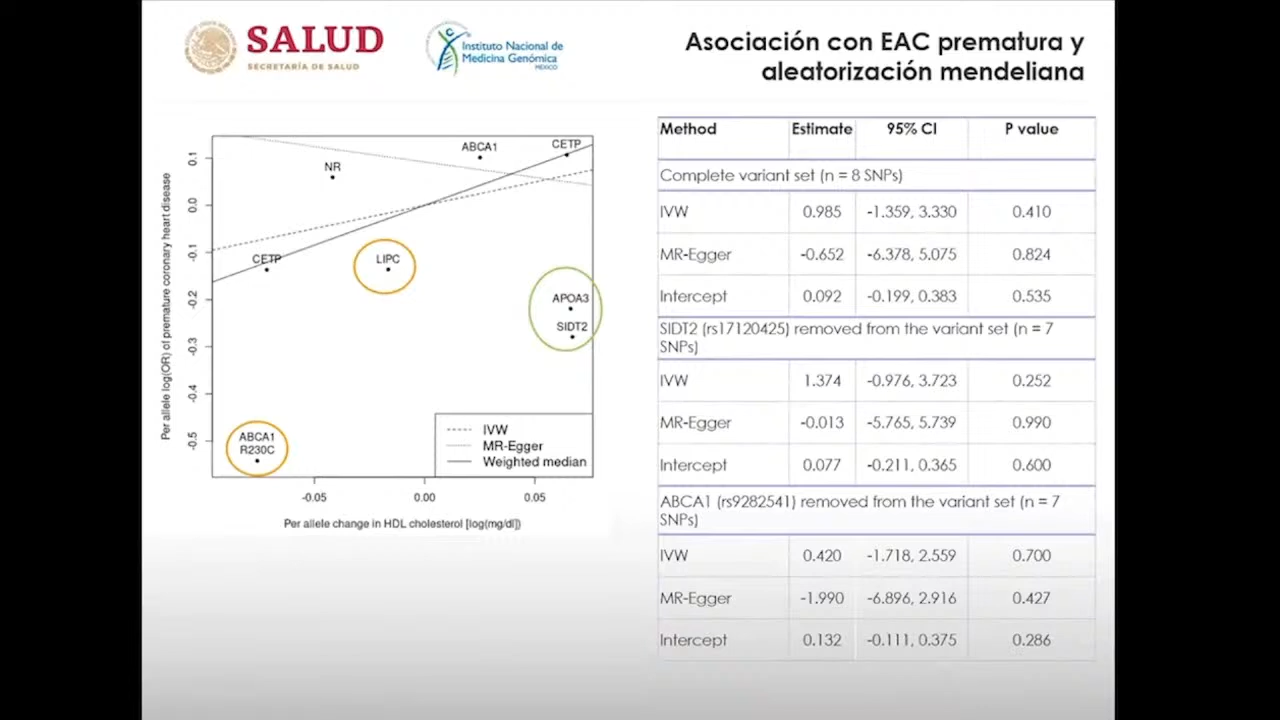 SALUD
SECRETARÍA DE SALUD
Instituto Nacional de
Medicina Genómica
MÉXICO
Asociación con EAC prematura y
aleatorización mendeliana
Per allele log(OR) of premature coronary heart disease
0.1
0.0
-0.1
-0.2
-0.3
-0.4
-0.5
NR
ABCA1
CETP
CETP
LIPC
APOA3
SIDT2
ABCA1
R230C
IVW
MR-Egger
Weighted median
-0.05
0.00
0.05
Per allele change in HDL cholesterol [log(mg/dl])
Method Estimate 95% CI P value
Complete variant set (n = 8 SNPs)
IVW 0.985 -1.359, 3.330 0.410
MR-Egger -0.652 -6.378, 5.075 0.824
Intercept 0.092 -0.199, 0.383 0.535
SIDT2 (rs17120425) removed from the variant set (n = 7
SNPs)
IVW 1.374 -0.976, 3.723 0.252
MR-Egger -0.013 -5.765, 5.739 0.990
Intercept 0.077 -0.211, 0.365 0.600
ABCA1 (rs9282541) removed from the variant set (n = 7
SNPs)
IVW 0.420 -1.718, 2.559 0.700
MR-Egger -1.990 -6.896, 2.916 0.427
Intercept 0.132 -0.111, 0.375 0.286